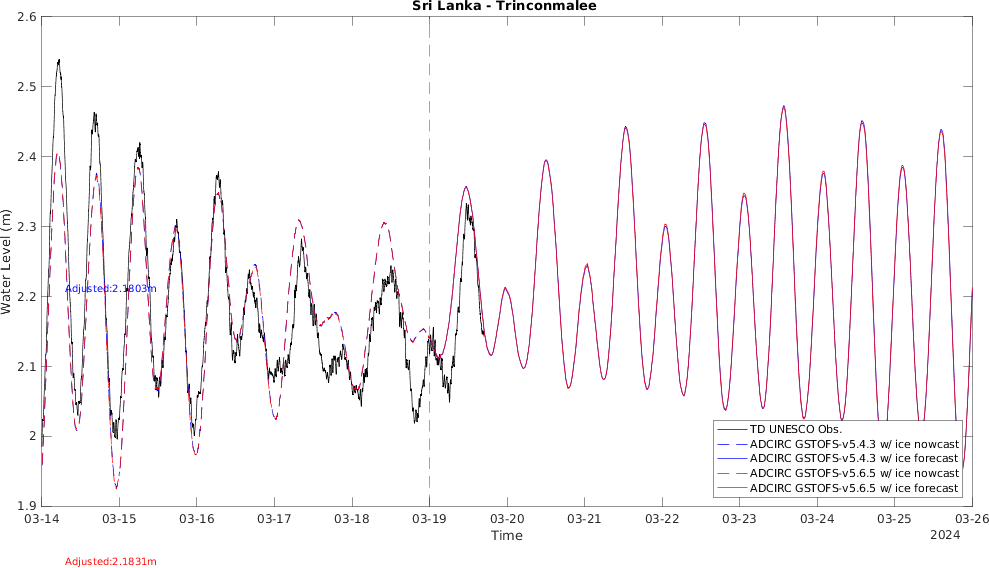 Sri Lanka - Trinconmalee
2.6
2.5
2.4
2.3
2.2
2.1
2
1.9
Water Level (m)
Adjusted:2.1803m
TD UNESCO Obs.
ADCIRC GSTOFS-v5.4.3 w/ ice nowcast
ADCIRC GSTOFS-v5.4.3 w/ ice forecast
ADCIRC GSTOFS-v5.6.5 w/ ice nowcast
ADCIRC GSTOFS-v5.6.5 w/ ice forecast
03-14 03-15 03-16 03-17 03-18 03-19 03-20 03-21 03-22 03-23 03-24 03-25 03-26
Time
2024
Adjusted:2.1831m